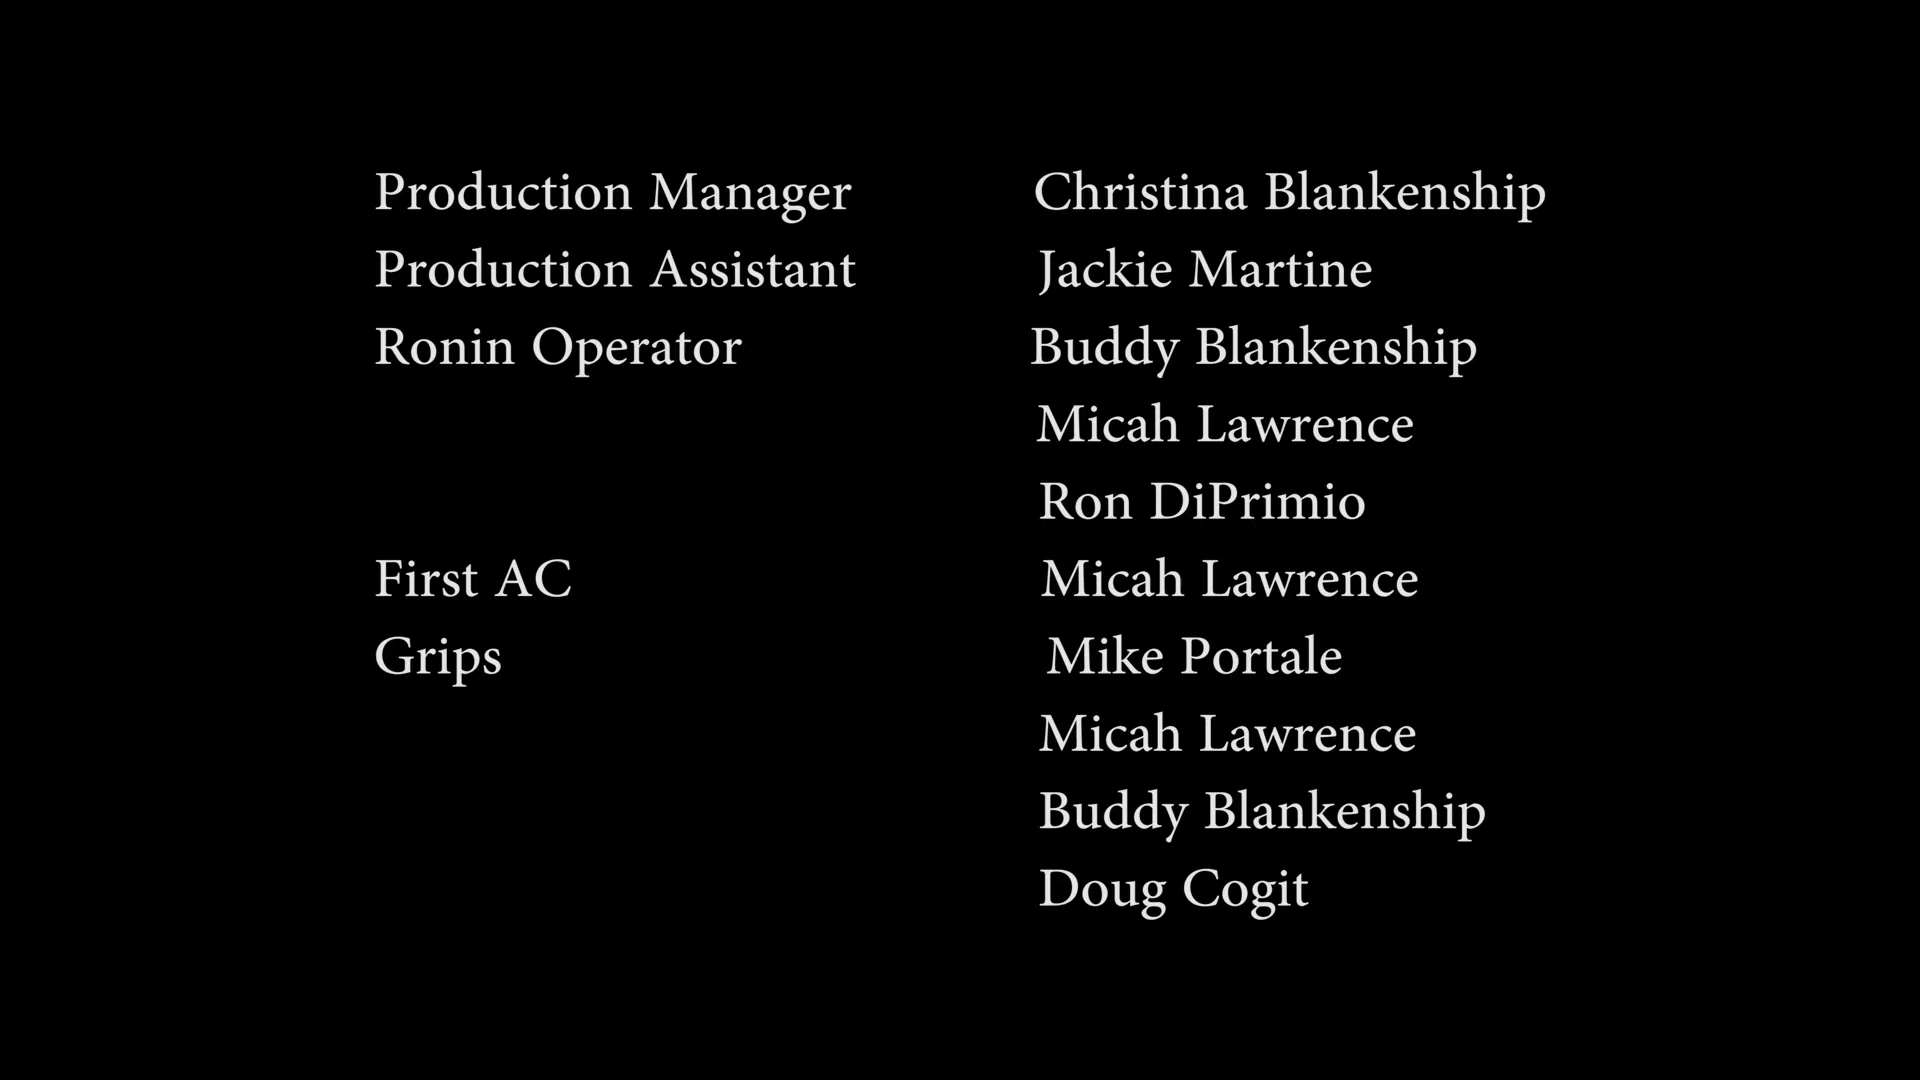 Production Manager Christina Blankenship
Production Assistant Jackie Martine
Ronin Operator Buddy Blankenship
Micah Lawrence
Ron DiPrimio
First AC Micah Lawrence
Grips Mike Portale
Micah Lawrence
Buddy Blankenship
Doug Cogit